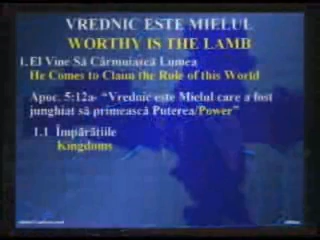 VREDNIC ESTE MIELUL
WORTHY IS THE LAMB
1. El Vine Să Cârmuiască Lumea
He Comes to Claim the Rule of this World
Apoc. 5:12a- “Vrednic este Mielul care a fost
junghiat să primească Puterea/Power”
1.1 Împărățiile
Kingdoms